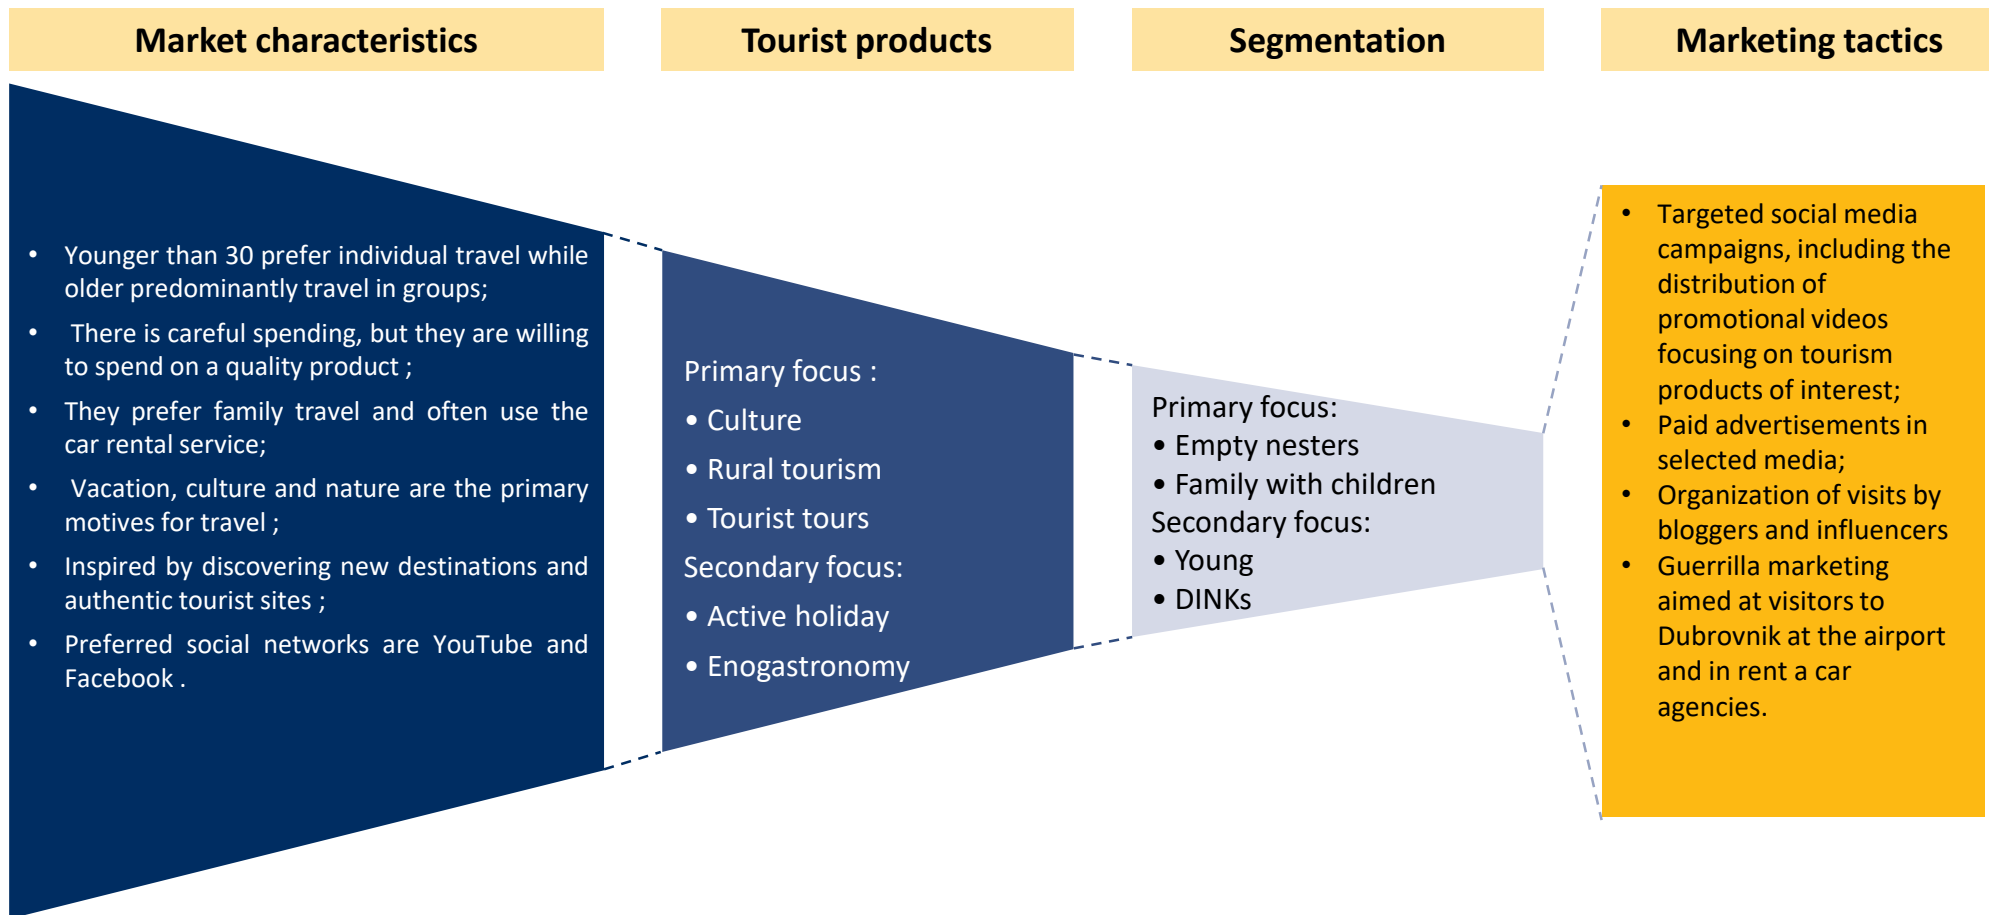 Market characteristics
Tourist products
Segmentation
Marketing tactics
• Younger than 30 prefer individual travel while
older predominantly travel in groups;
• There is careful spending, but they are willing
to spend on a quality product ;
• They prefer family travel and often use the
car rental service;
• Vacation, culture and nature are the primary
motives for travel ;
• Inspired by discovering new destinations and
authentic tourist sites ;
• Preferred social networks are YouTube and
Facebook .
Primary focus :
• Culture
• Rural tourism
• Tourist tours
Secondary focus:
• Active holiday
• Enogastronomy
Primary focus:
• Empty nesters
• Family with children
Secondary focus:
• Young
• DINKs
• Targeted social media
campaigns, including the
distribution of
promotional videos
focusing on tourism
products of interest;
• Paid advertisements in
selected media;
• Organization of visits by
bloggers and influencers
• Guerrilla marketing
aimed at visitors to
Dubrovnik at the airport
and in rent a car
agencies.